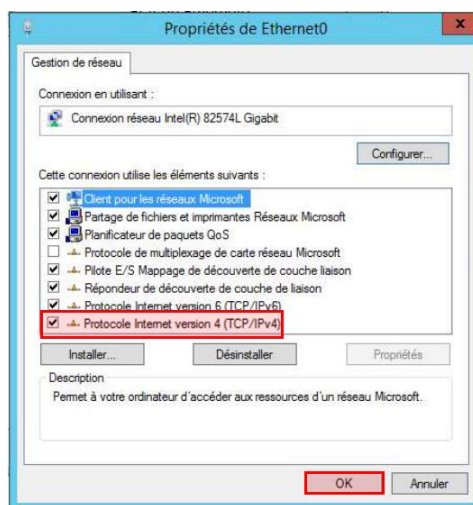 Propriétés de Ethernet0
x
Gestion de réseau
Connexion en utilisant :
Connexion réseau Intel(R) 82574L Gigabit
Configurer...
Cette connexion utilise les éléments suivants :
Client pour les réseaux Microsoft
Partage de fichiers et imprimantes Réseaux Microsoft
Planificateur de paquets QoS
Protocole de multiplexage de carte réseau Microsoft
Pilote E/S Mappage de découverte de couche liaison
Répondeur de découverte de couche de liaison
Protocole Internet version 6 (TCP/IPv6)
Protocole Internet version 4 (TCP/IPv4)
Installer... Désinstaller Propriétés
Description
Permet à votre ordinateur d'accéder aux ressources d'un réseau Microsoft.
OK Annuler